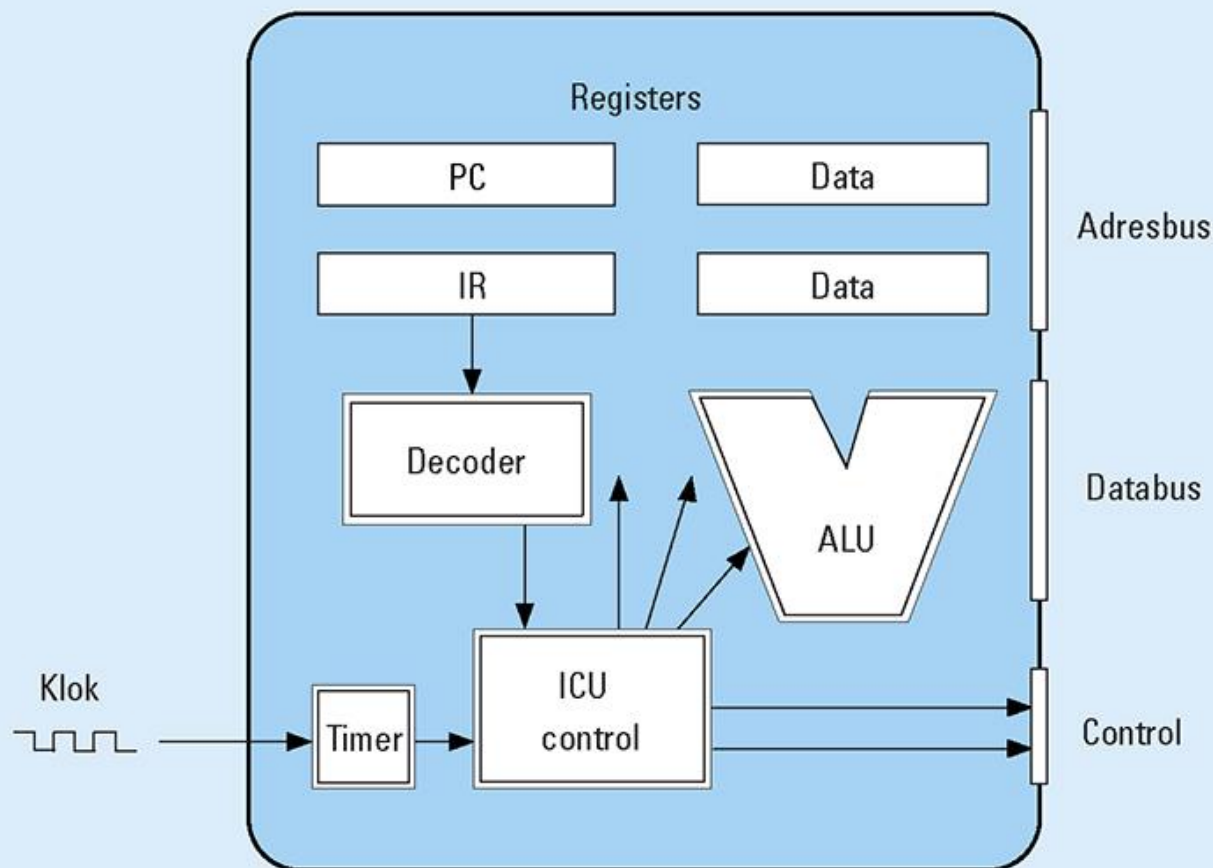 Registers
PC
Data
Adresbus
IR
Data
Decoder
Databus
ALU
Klok
ICU
control
Timer
Control